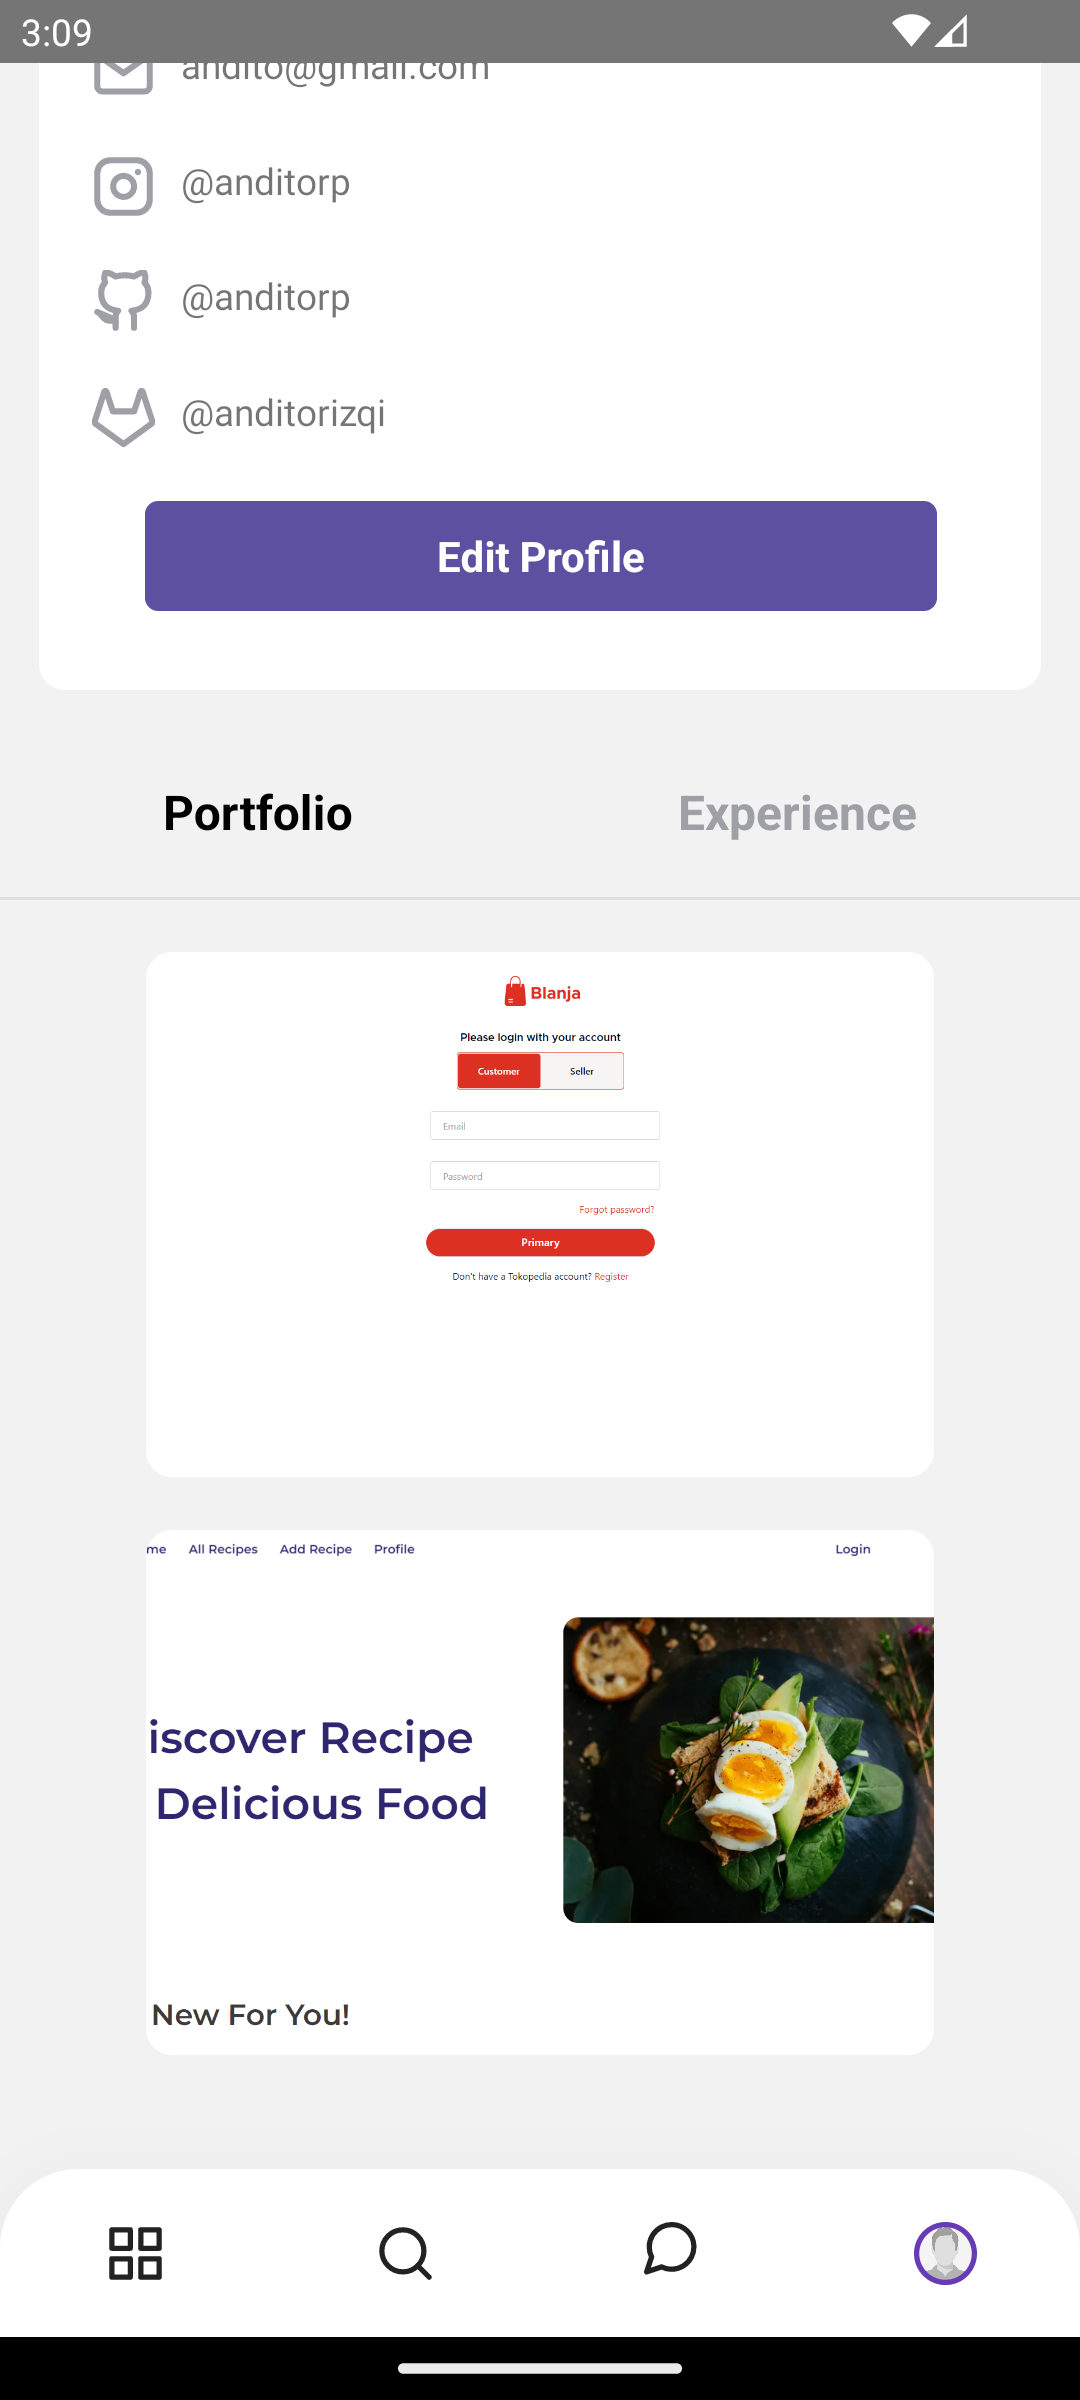 3:09
andito@gmail.com
@anditorp
@anditorp
@anditorizqi
Edit Profile
Portfolio
Experience
Blanja
Please login with your account
Customer
Seller
Email
Password
Forgot password?
Primary
Don't have a Tokopedia account? Register
me
All Recipes
Add Recipe
Profile
Login
iscover Recipe
Delicious Food
New For You!